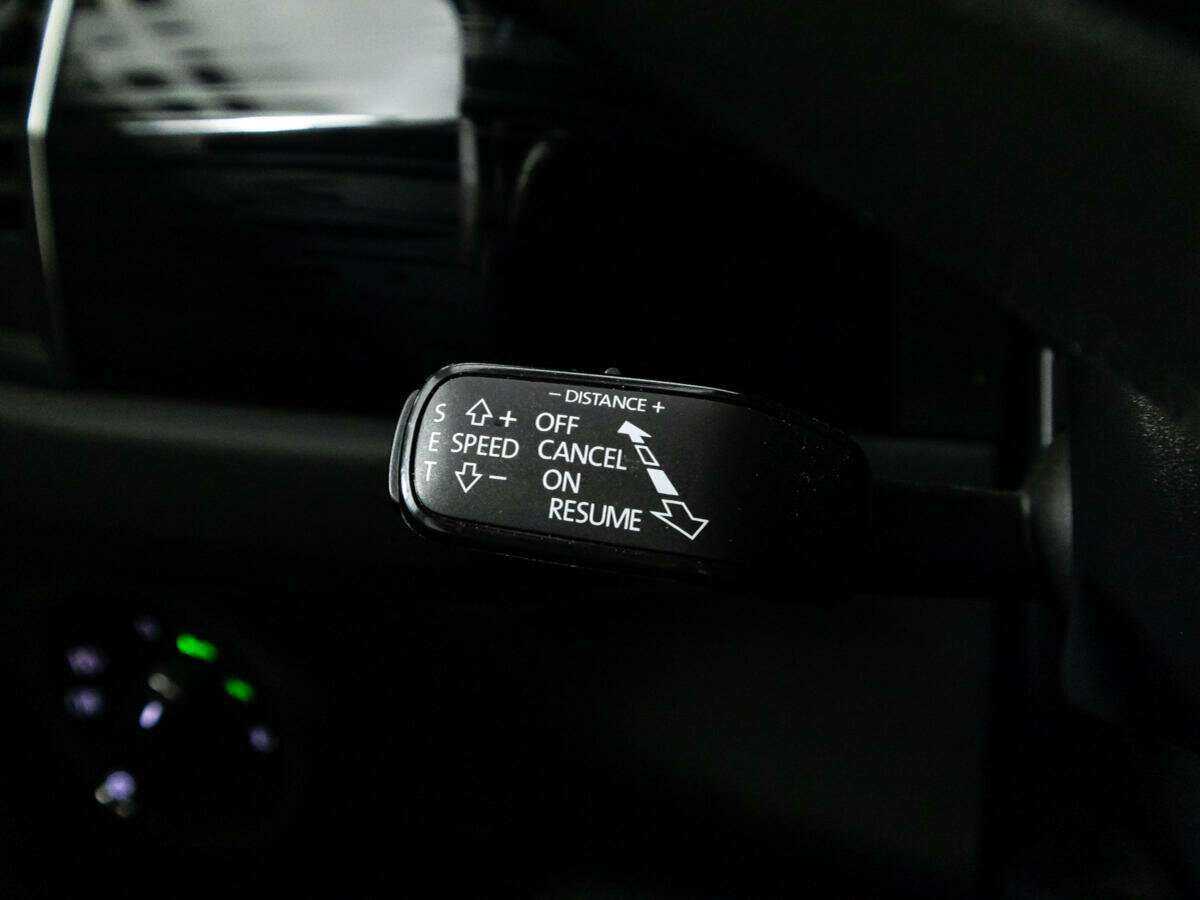 - DISTANCE +
S + OFF
E SPEED CANCEL
T - ON
RESUME